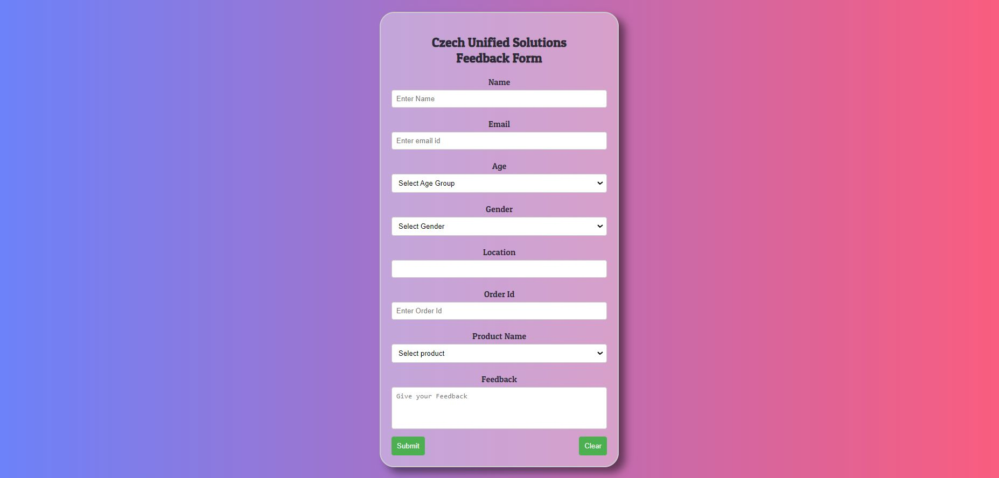 Czech Unified Solutions
Feedback Form
Name
Enter Name
Email
Enter email id
Age
Select Age Group
Gender
Select Gender
Location
Order Id
Enter Order Id
Product Name
Select product
Feedback
Give your Feedback
Submit Clear